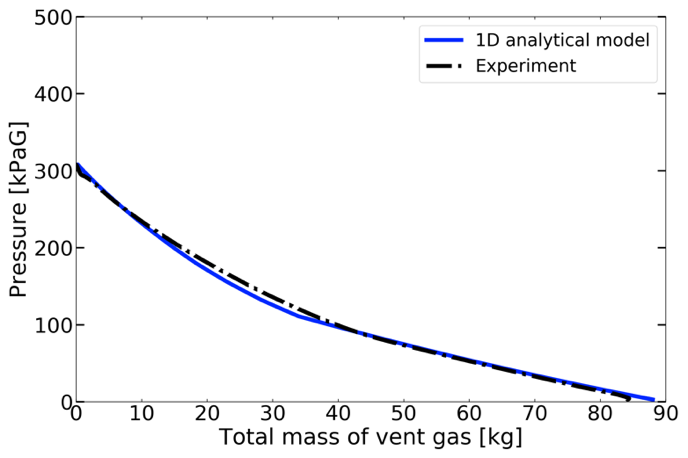 500
400
300
200
100
0
Pressure [kPaG]
1D analytical model
Experiment
0 10 20 30 40 50 60 70 80 90
Total mass of vent gas [kg]